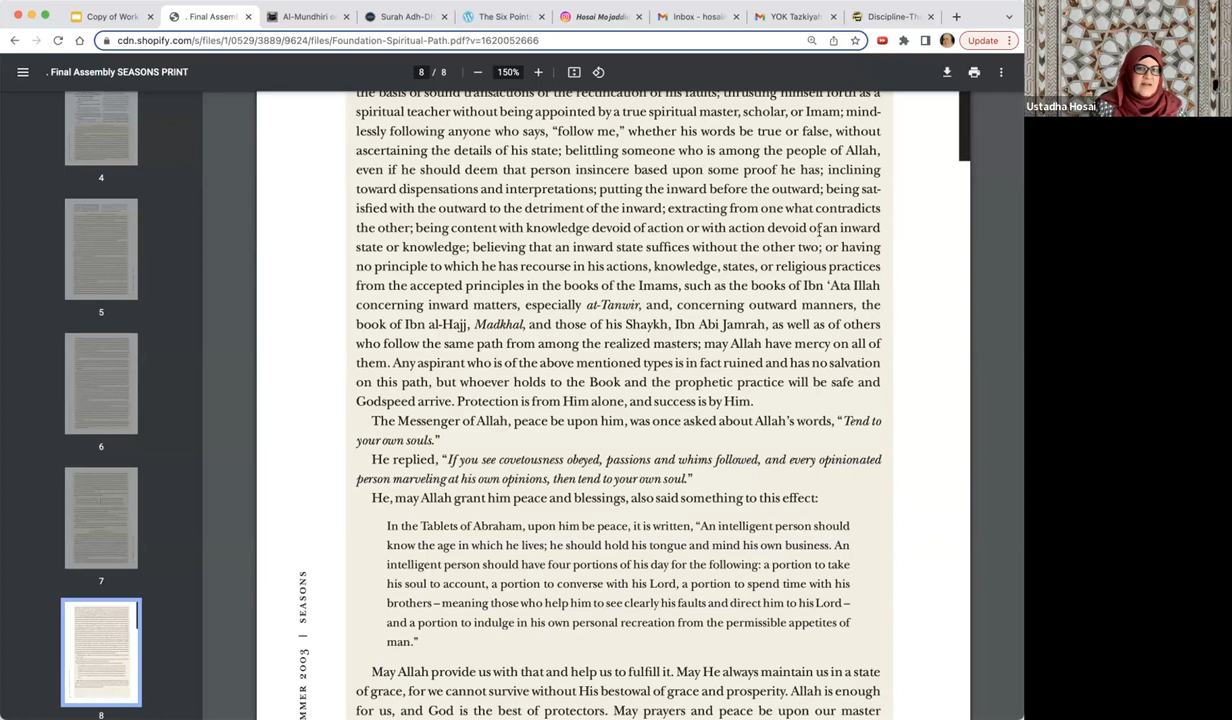 Copy of Work
. Final Assemb
Al-Mundhiri o
Surah Adh-Dh
The Six Points
Hosai Mojaddidi
Inbox - hosain
YOK Tazkiyat
Discipline-The
cdn.shopify.com/s/files/1/0529/3889/9624/files/Foundation-Spiritual-Path.pdf?v=1620052666
Update
. Final Assembly SEASONS PRINT
8 / 8
150%
Ustadha Hosai
4
5
6
7
8
the basis of sound transactions or the rectification of his faults; thrusting himself forth as a
spiritual teacher without being appointed by a true spiritual master, scholar, or Imam; mind-
lessly following anyone who says, “follow me,” whether his words be true or false, without
ascertaining the details of his state; belittling someone who is among the people of Allah,
even if he should deem that person insincere based upon some proof he has; inclining
toward dispensations and interpretations; putting the inward before the outward; being sat-
isfied with the outward to the detriment of the inward; extracting from one what contradicts
the other; being content with knowledge devoid of action or with action devoid of an inward
state or knowledge; believing that an inward state suffices without the other two; or having
no principle to which he has recourse in his actions, knowledge, states, or religious practices
from the accepted principles in the books of the Imams, such as the books of Ibn ‘Ata Illah
concerning inward matters, especially at-Tanwir, and, concerning outward manners, the
book of Ibn al-Hajj, Madkhal, and those of his Shaykh, Ibn Abi Jamrah, as well as of others
who follow the same path from among the realized masters; may Allah have mercy on all of
them. Any aspirant who is of the above mentioned types is in fact ruined and has no salvation
on this path, but whoever holds to the Book and the prophetic practice will be safe and
Godspeed arrive. Protection is from Him alone, and success is by Him.
The Messenger of Allah, peace be upon him, was once asked about Allah’s words, “Tend to
your own souls.”
He replied, “If you see covetousness obeyed, passions and whims followed, and every opinionated
person marveling at his own opinions, then tend to your own soul.”
He, may Allah grant him peace and blessings, also said something to this effect:
In the Tablets of Abraham, upon him be peace, it is written, “An intelligent person should
know the age in which he lives; he should hold his tongue and mind his own business. An
intelligent person should have four portions of his day for the following: a portion to take
his soul to account, a portion to converse with his Lord, a portion to spend time with his
brothers – meaning those who help him to see clearly his faults and direct him to his Lord –
and a portion to indulge in his own personal recreation from the permissible appetites of
man.”
May Allah provide us with that and help us to fulfill it. May He always maintain us in a state
of grace, for we cannot survive without His bestowal of grace and prosperity. Allah is enough
for us, and God is the best of protectors. May prayers and peace be upon our master
MMER 2003 | SEASONS